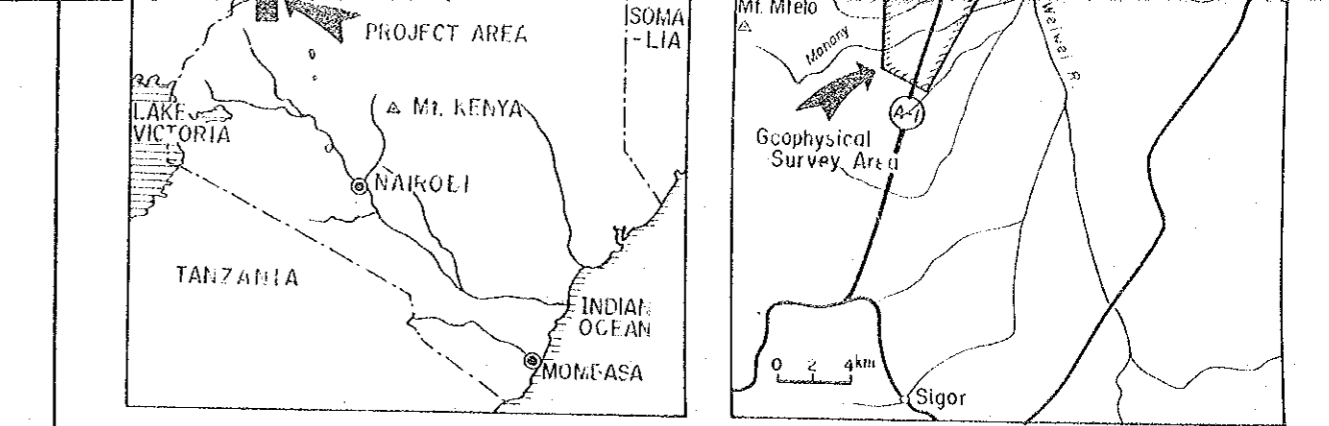 PROJECT AREA
SOMA
-LIA
LAKE
VICTORIA
Mt. KENYA
NAIROBI
TANZANIA
INDIAN
OCEAN
MOMBASA
Mt. Mtelo
Monony
Weiwei R.
A-1
Geophysical
Survey Area
0 2 4km
Sigor